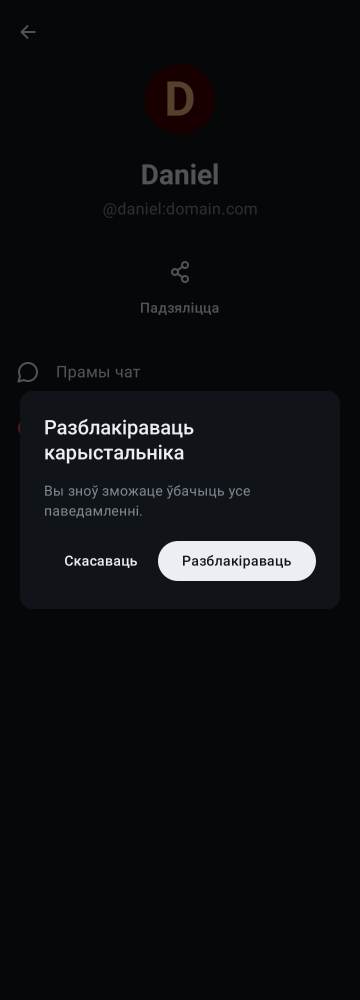 D
Daniel
@daniel:domain.com
Падзяліцца
Прамы чат
Разблакіраваць
карыстальніка
Вы зноў зможаце ўбачыць усе
паведамленні.
Скасаваць
Разблакіраваць